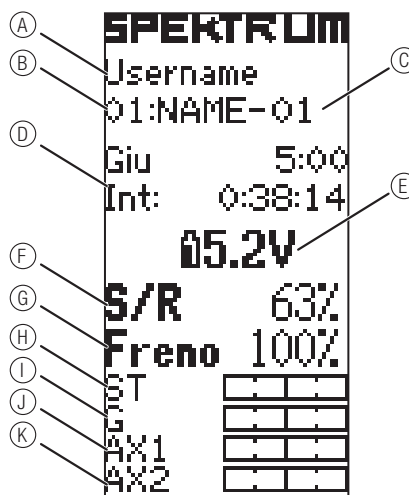 SPEKTRUM
A Username
B 01:NAME-01 C
Giu 5:00
D Int: 0:38:14
5.2V E
F S/R 63%
G Freno 100%
H ST
I G
J AX1
K AX2